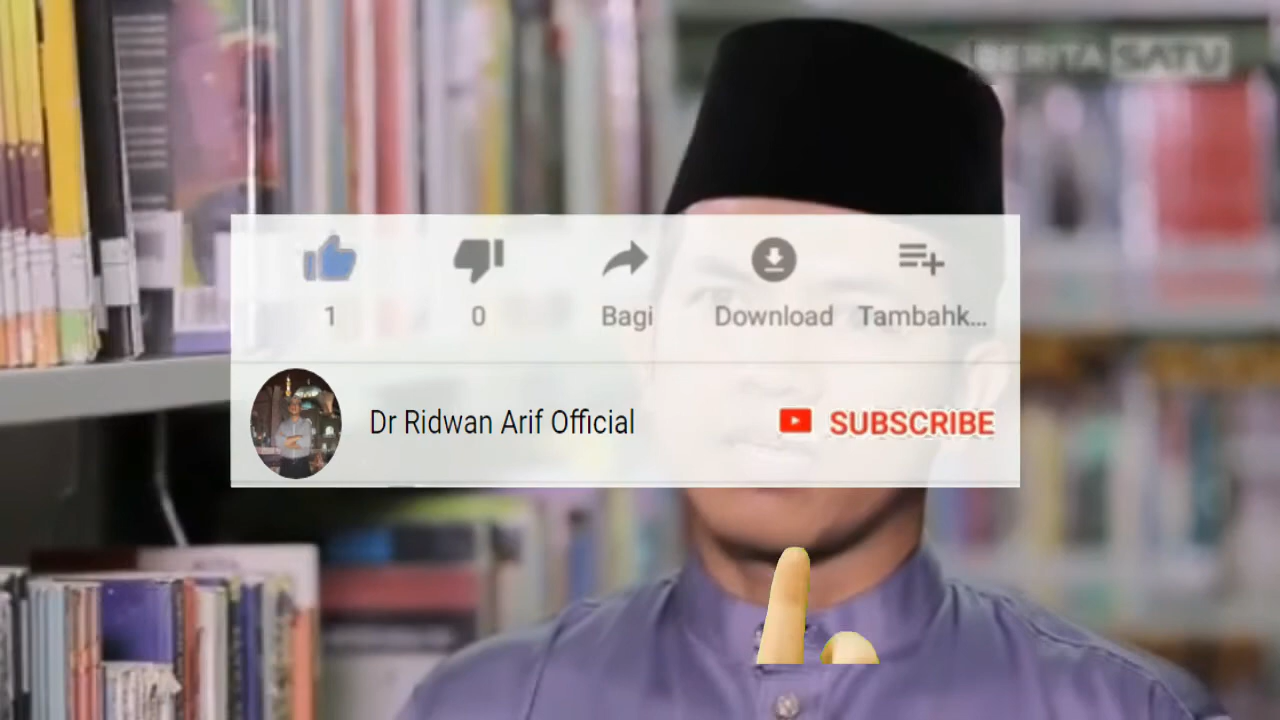 BERITA SATU
1
0
Bagi
Download
Tambahk...
Dr Ridwan Arif Official
SUBSCRIBE